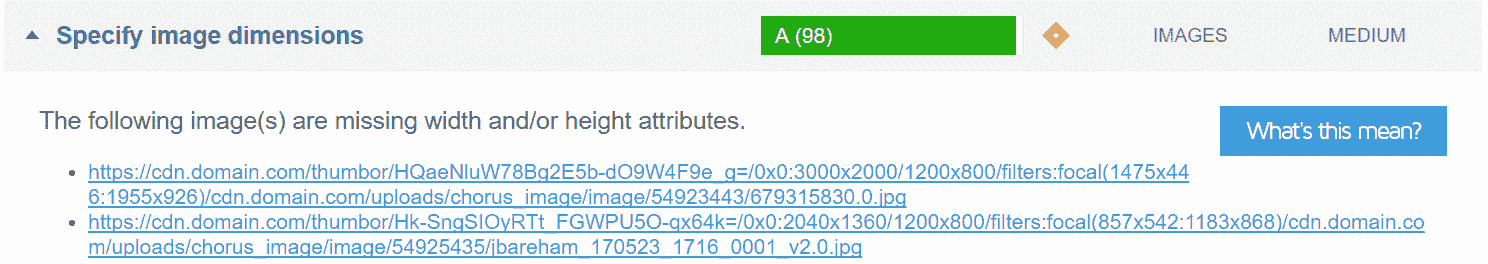 Specify image dimensions A (98) IMAGES MEDIUM
The following image(s) are missing width and/or height attributes.
What's this mean?
https://cdn.domain.com/thumbor/HQaeNluW78Bg2E5b-dO9W4F9e_g=/0x0:3000x2000/1200x800/filters:focal(1475x44
6:1955x926)/cdn.domain.com/uploads/chorus_image/image/54923443/679315830.0.jpg
https://cdn.domain.com/thumbor/Hk-SngSIOyRTt_FGWPU5O-qx64k=/0x0:2040x1360/1200x800/filters:focal(857x542:1183x868)/cdn.domain.co
m/uploads/chorus_image/image/54925435/jbareham_170523_1716_0001_v2.0.jpg